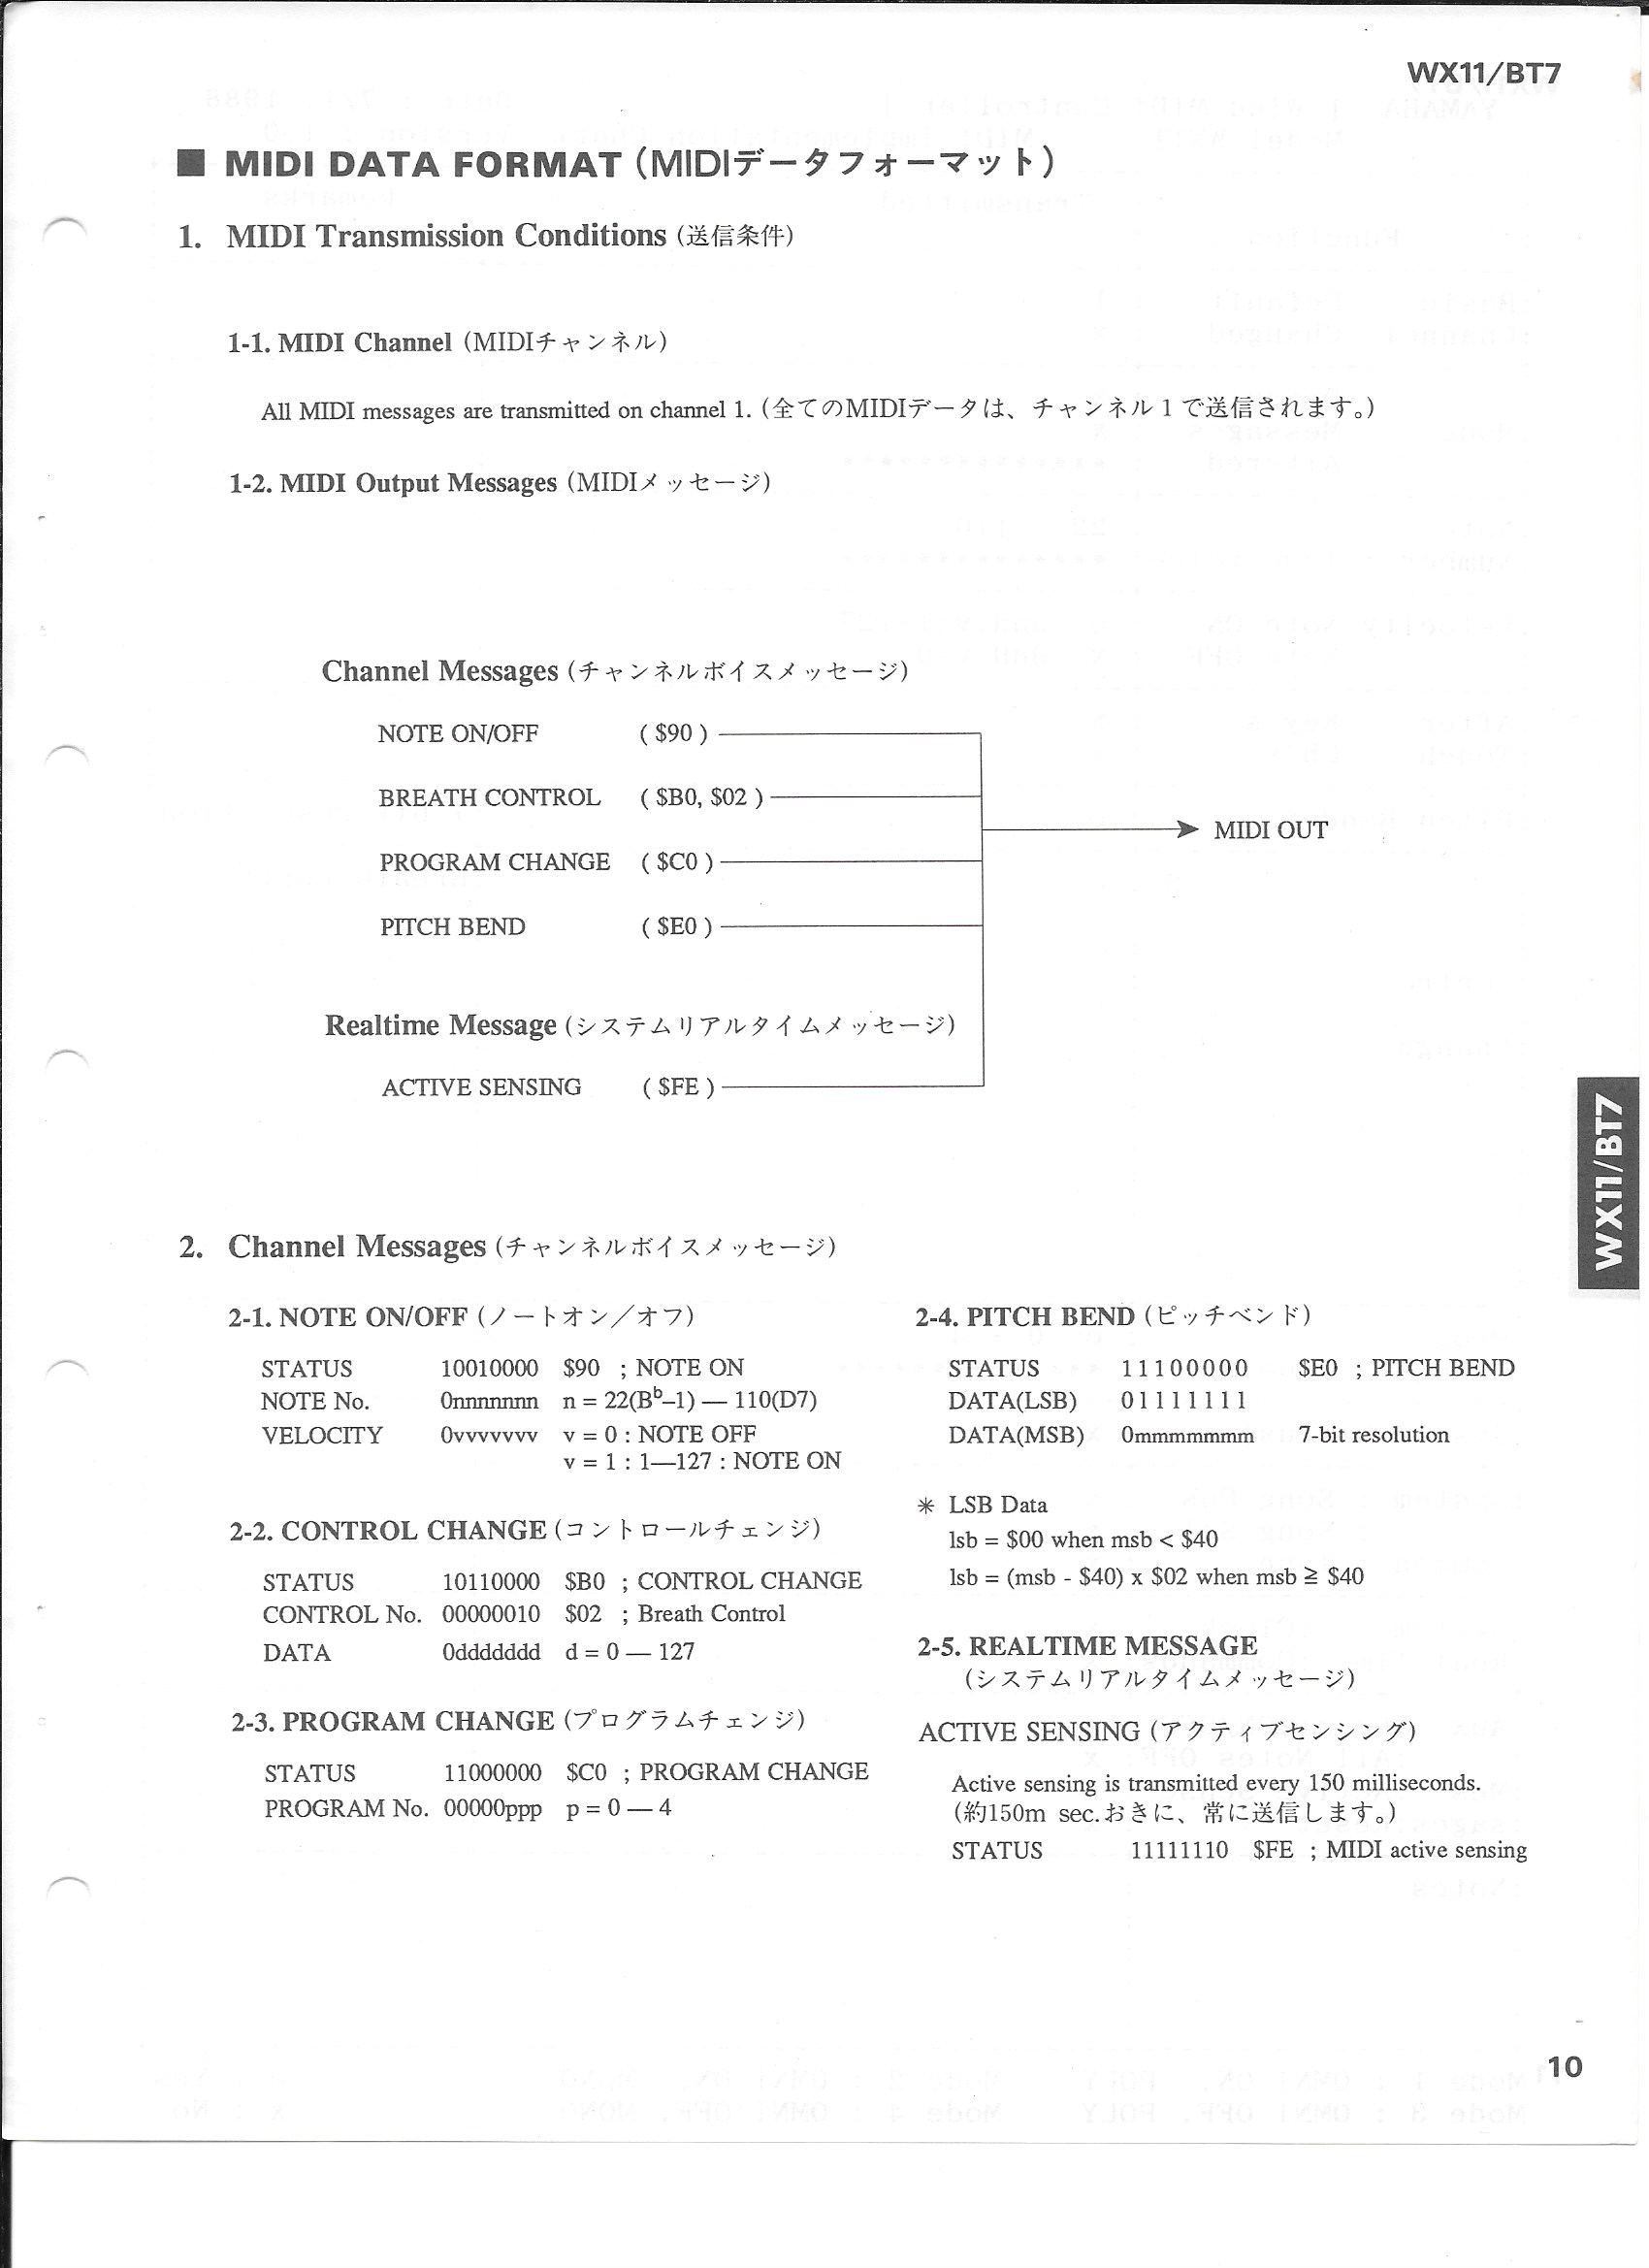 WX11/BT7
■ MIDI DATA FORMAT (MIDIデータフォーマット)
1. MIDI Transmission Conditions (送信条件)
1-1. MIDI Channel (MIDIチャンネル)
All MIDI messages are transmitted on channel 1. (全てのMIDIデータは、チャンネル1で送信されます。)
1-2. MIDI Output Messages (MIDIメッセージ)
Channel Messages (チャンネルボイスメッセージ)
NOTE ON/OFF ( $90 )
BREATH CONTROL ( $B0, $02 )
MIDI OUT
PROGRAM CHANGE ( $C0 )
PITCH BEND ( $E0 )
Realtime Message (システムリアルタイムメッセージ)
ACTIVE SENSING ( $FE )
WX11/BT7
2. Channel Messages (チャンネルボイスメッセージ)
2-1. NOTE ON/OFF (ノートオン／オフ)
STATUS 10010000 $90 ; NOTE ON
NOTE No. 0nnnnnnn n = 22(B♭-1) — 110(D7)
VELOCITY 0vvvvvvv v = 0 : NOTE OFF
v = 1 : 1—127 : NOTE ON
2-2. CONTROL CHANGE (コントロールチェンジ)
STATUS 10110000 $B0 ; CONTROL CHANGE
CONTROL No. 00000010 $02 ; Breath Control
DATA 0ddddddd d = 0 — 127
2-3. PROGRAM CHANGE (プログラムチェンジ)
STATUS 11000000 $C0 ; PROGRAM CHANGE
PROGRAM No. 00000ppp p = 0 — 4
2-4. PITCH BEND (ピッチベンド)
STATUS 11100000 $E0 ; PITCH BEND
DATA(LSB) 01111111
DATA(MSB) 0mmmmmmm 7-bit resolution
✳ LSB Data
lsb = $00 when msb < $40
lsb = (msb - $40) x $02 when msb ≧ $40
2-5. REALTIME MESSAGE
(システムリアルタイムメッセージ)
ACTIVE SENSING (アクティブセンシング)
Active sensing is transmitted every 150 milliseconds.
(約150m sec.おきに、常に送信します。)
STATUS 11111110 $FE ; MIDI active sensing
10